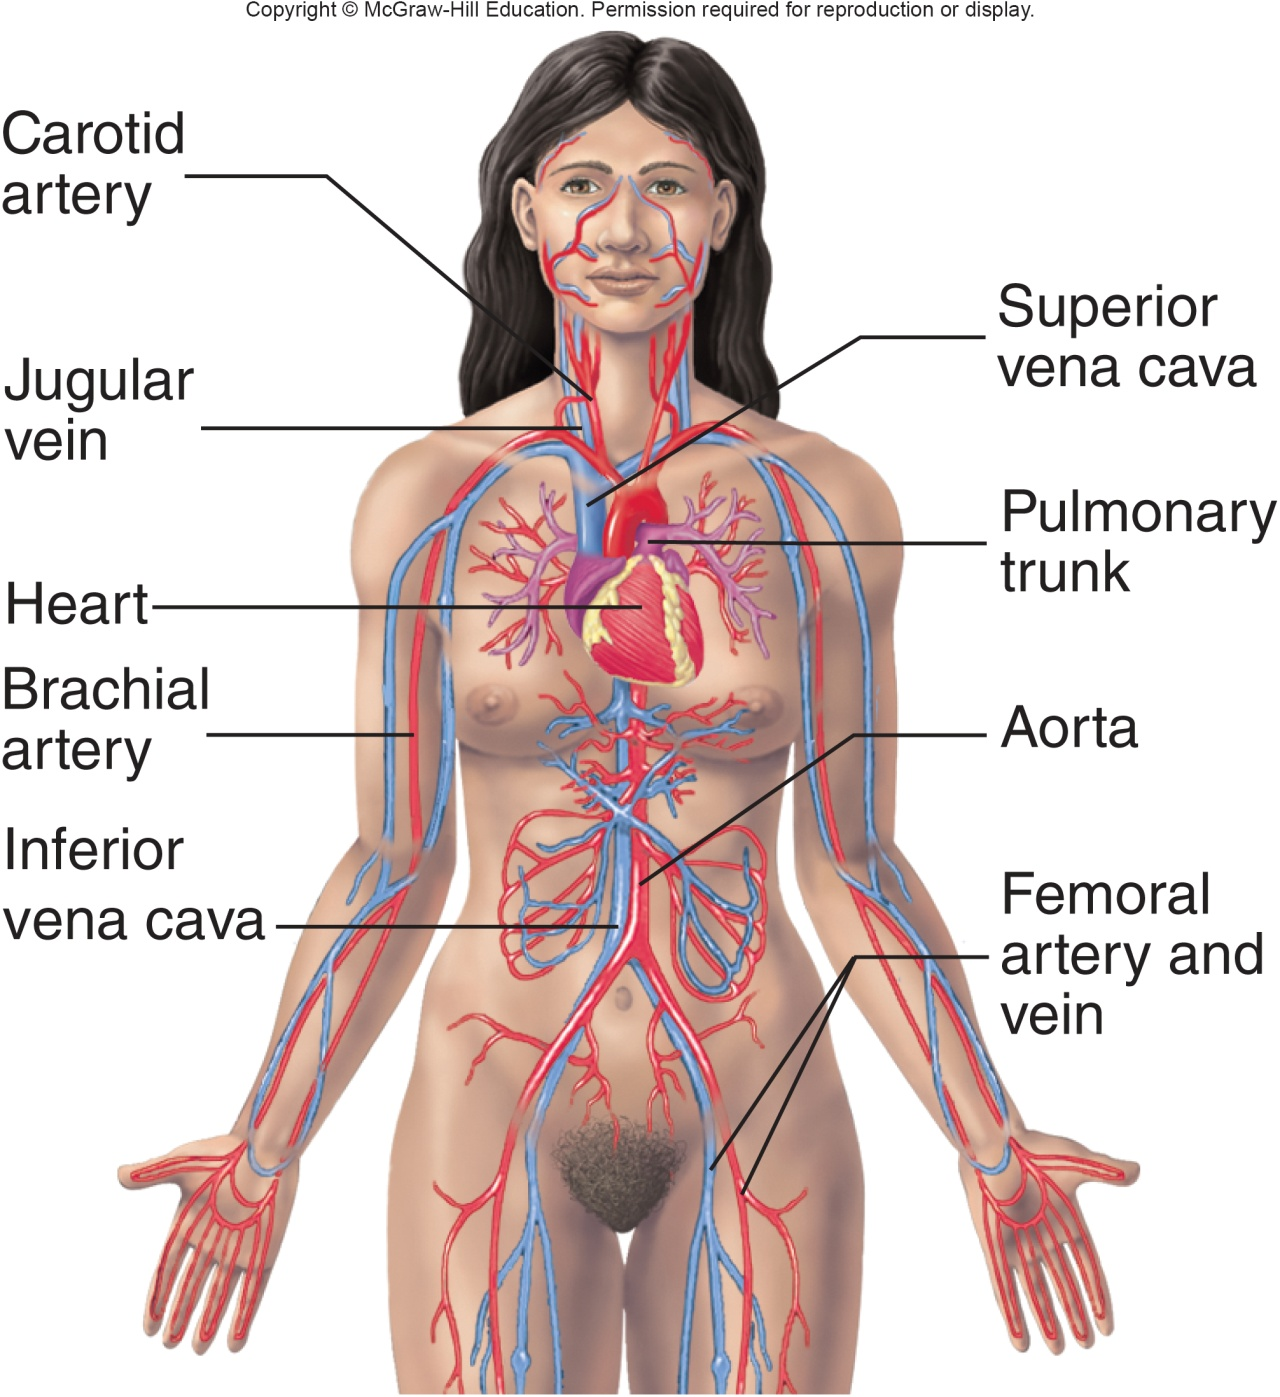 Copyright © McGraw-Hill Education. Permission required for reproduction or display.
Carotid
artery
Jugular
vein
Heart
Brachial
artery
Inferior
vena cava
Superior
vena cava
Pulmonary
trunk
Aorta
Femoral
artery and
vein